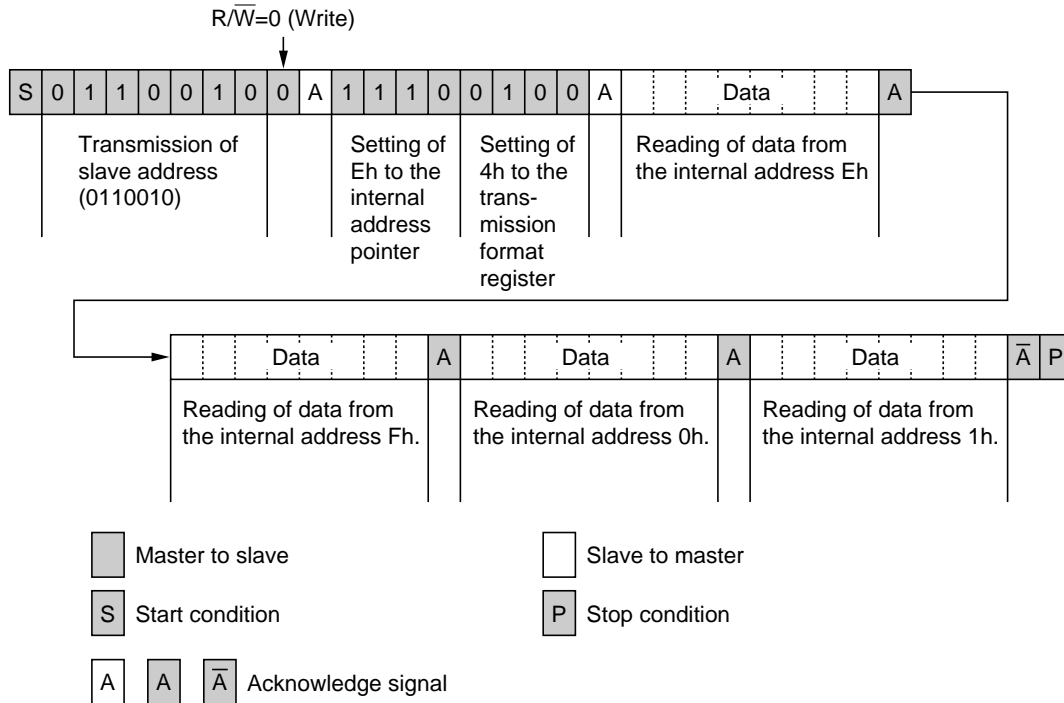 R/W̅=0 (Write)
S 0 1 1 0 0 1 0 0 A 1 1 1 0 0 1 0 0 A Data A
Transmission of
slave address
(0110010)
Setting of
Eh to the
internal
address
pointer
Setting of
4h to the
trans-
mission
format
register
Reading of data from
the internal address Eh
Data A Data A Data A̅ P
Reading of data from
the internal address Fh.
Reading of data from
the internal address 0h.
Reading of data from
the internal address 1h.
Master to slave
Slave to master
S Start condition
P Stop condition
A A A̅ Acknowledge signal